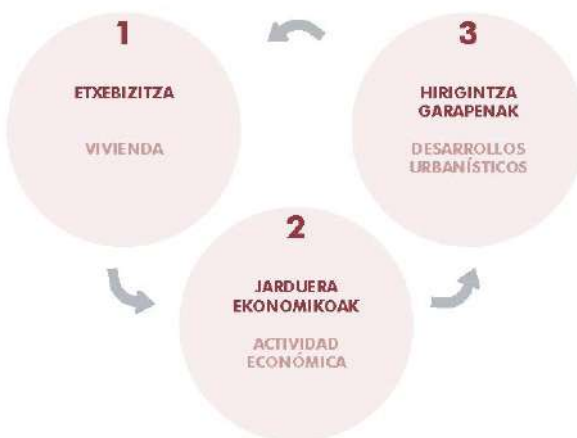 1
ETXEBIZITZA
VIVIENDA
2
JARDUERA
EKONOMIKOAK
ACTIVIDAD
ECONÓMICA
3
HIRIGINTZA
GARAPENAK
DESARROLLOS
URBANÍSTICOS